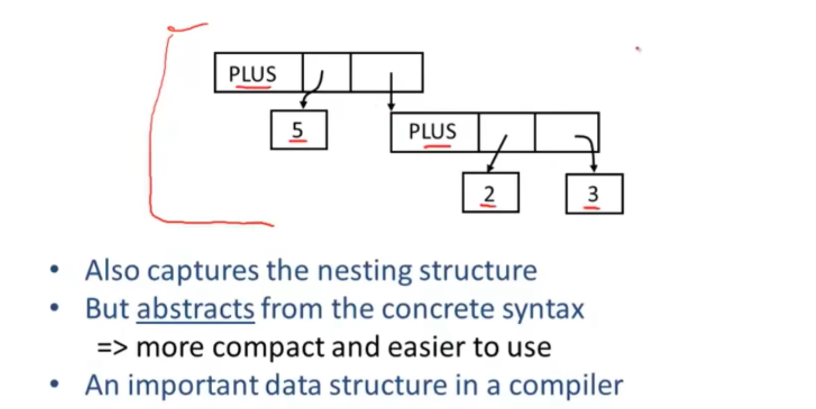 PLUS
5
PLUS
2
3
• Also captures the nesting structure
• But abstracts from the concrete syntax
=> more compact and easier to use
• An important data structure in a compiler